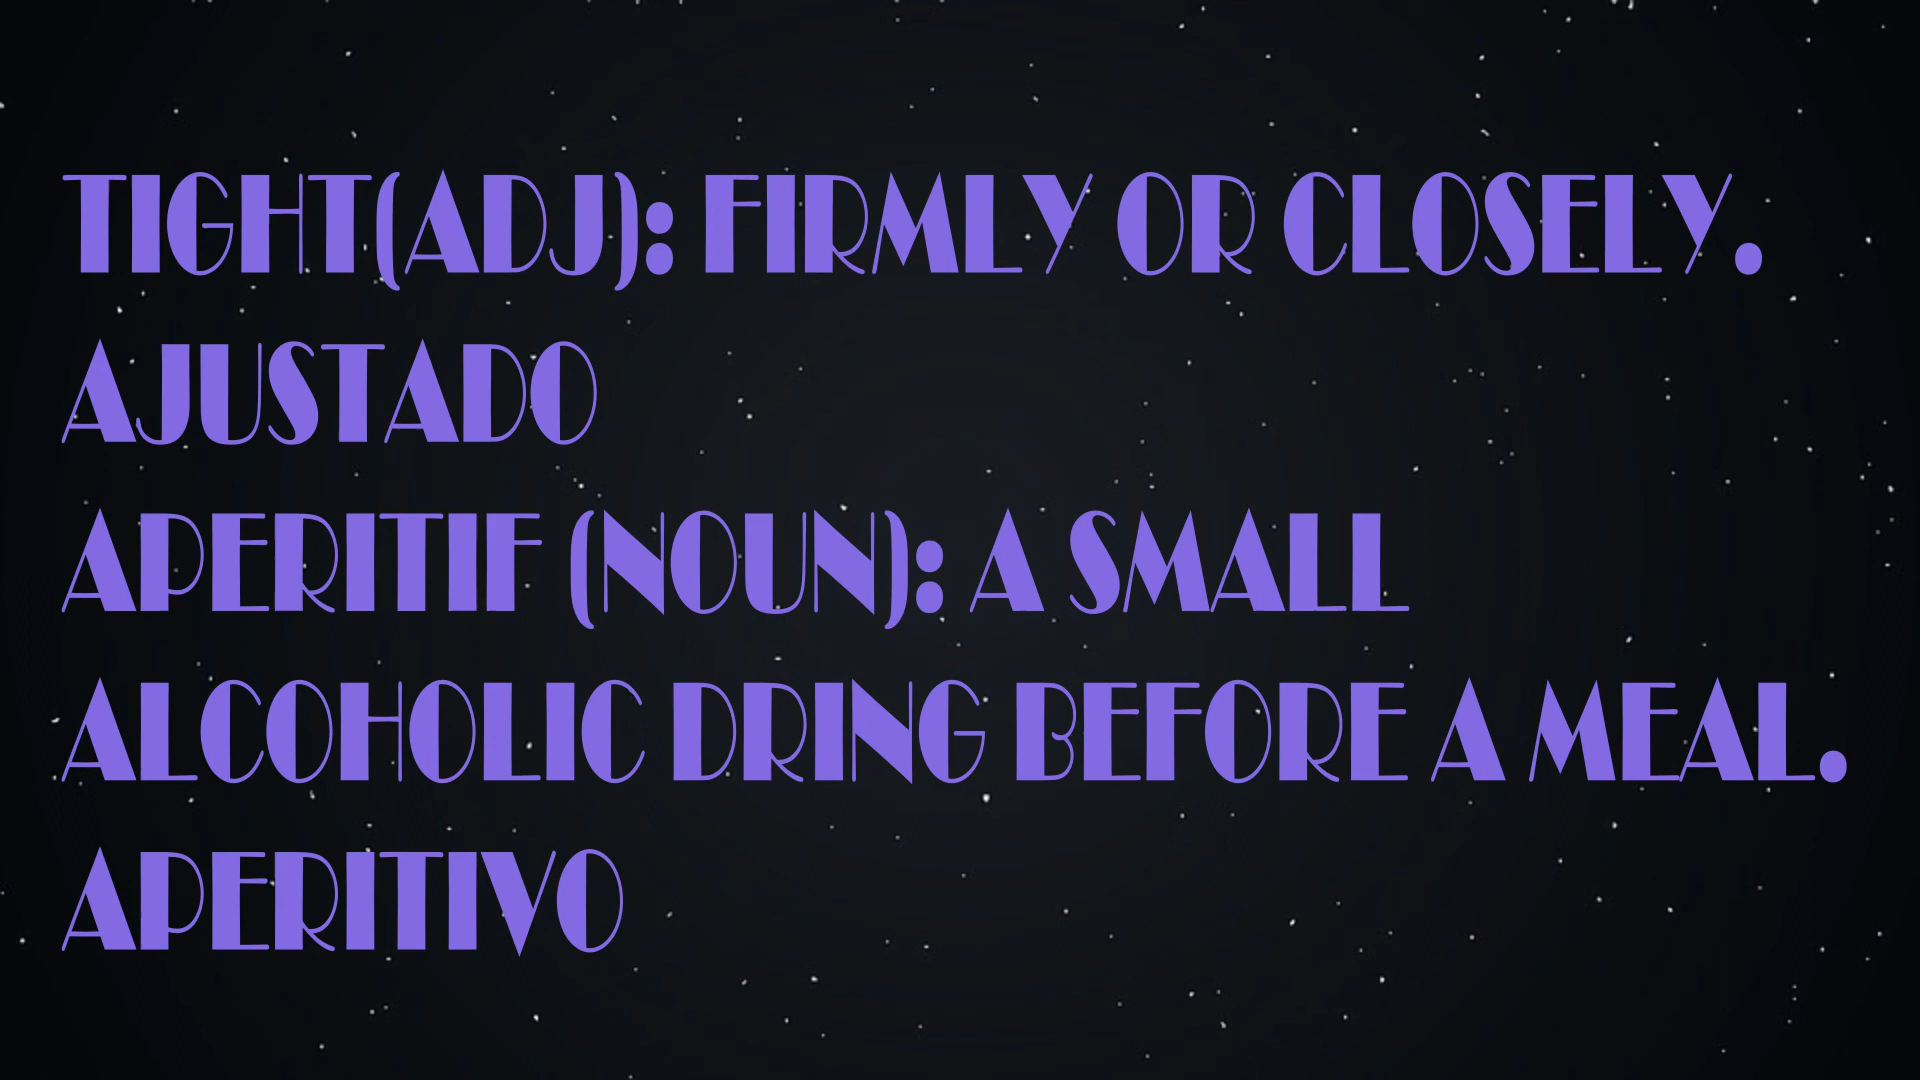 TIGHT(ADJ): FIRMLY OR CLOSELY.
AJUSTADO
APERITIF (NOUN): A SMALL
ALCOHOLIC DRING BEFORE A MEAL.
APERITIVO